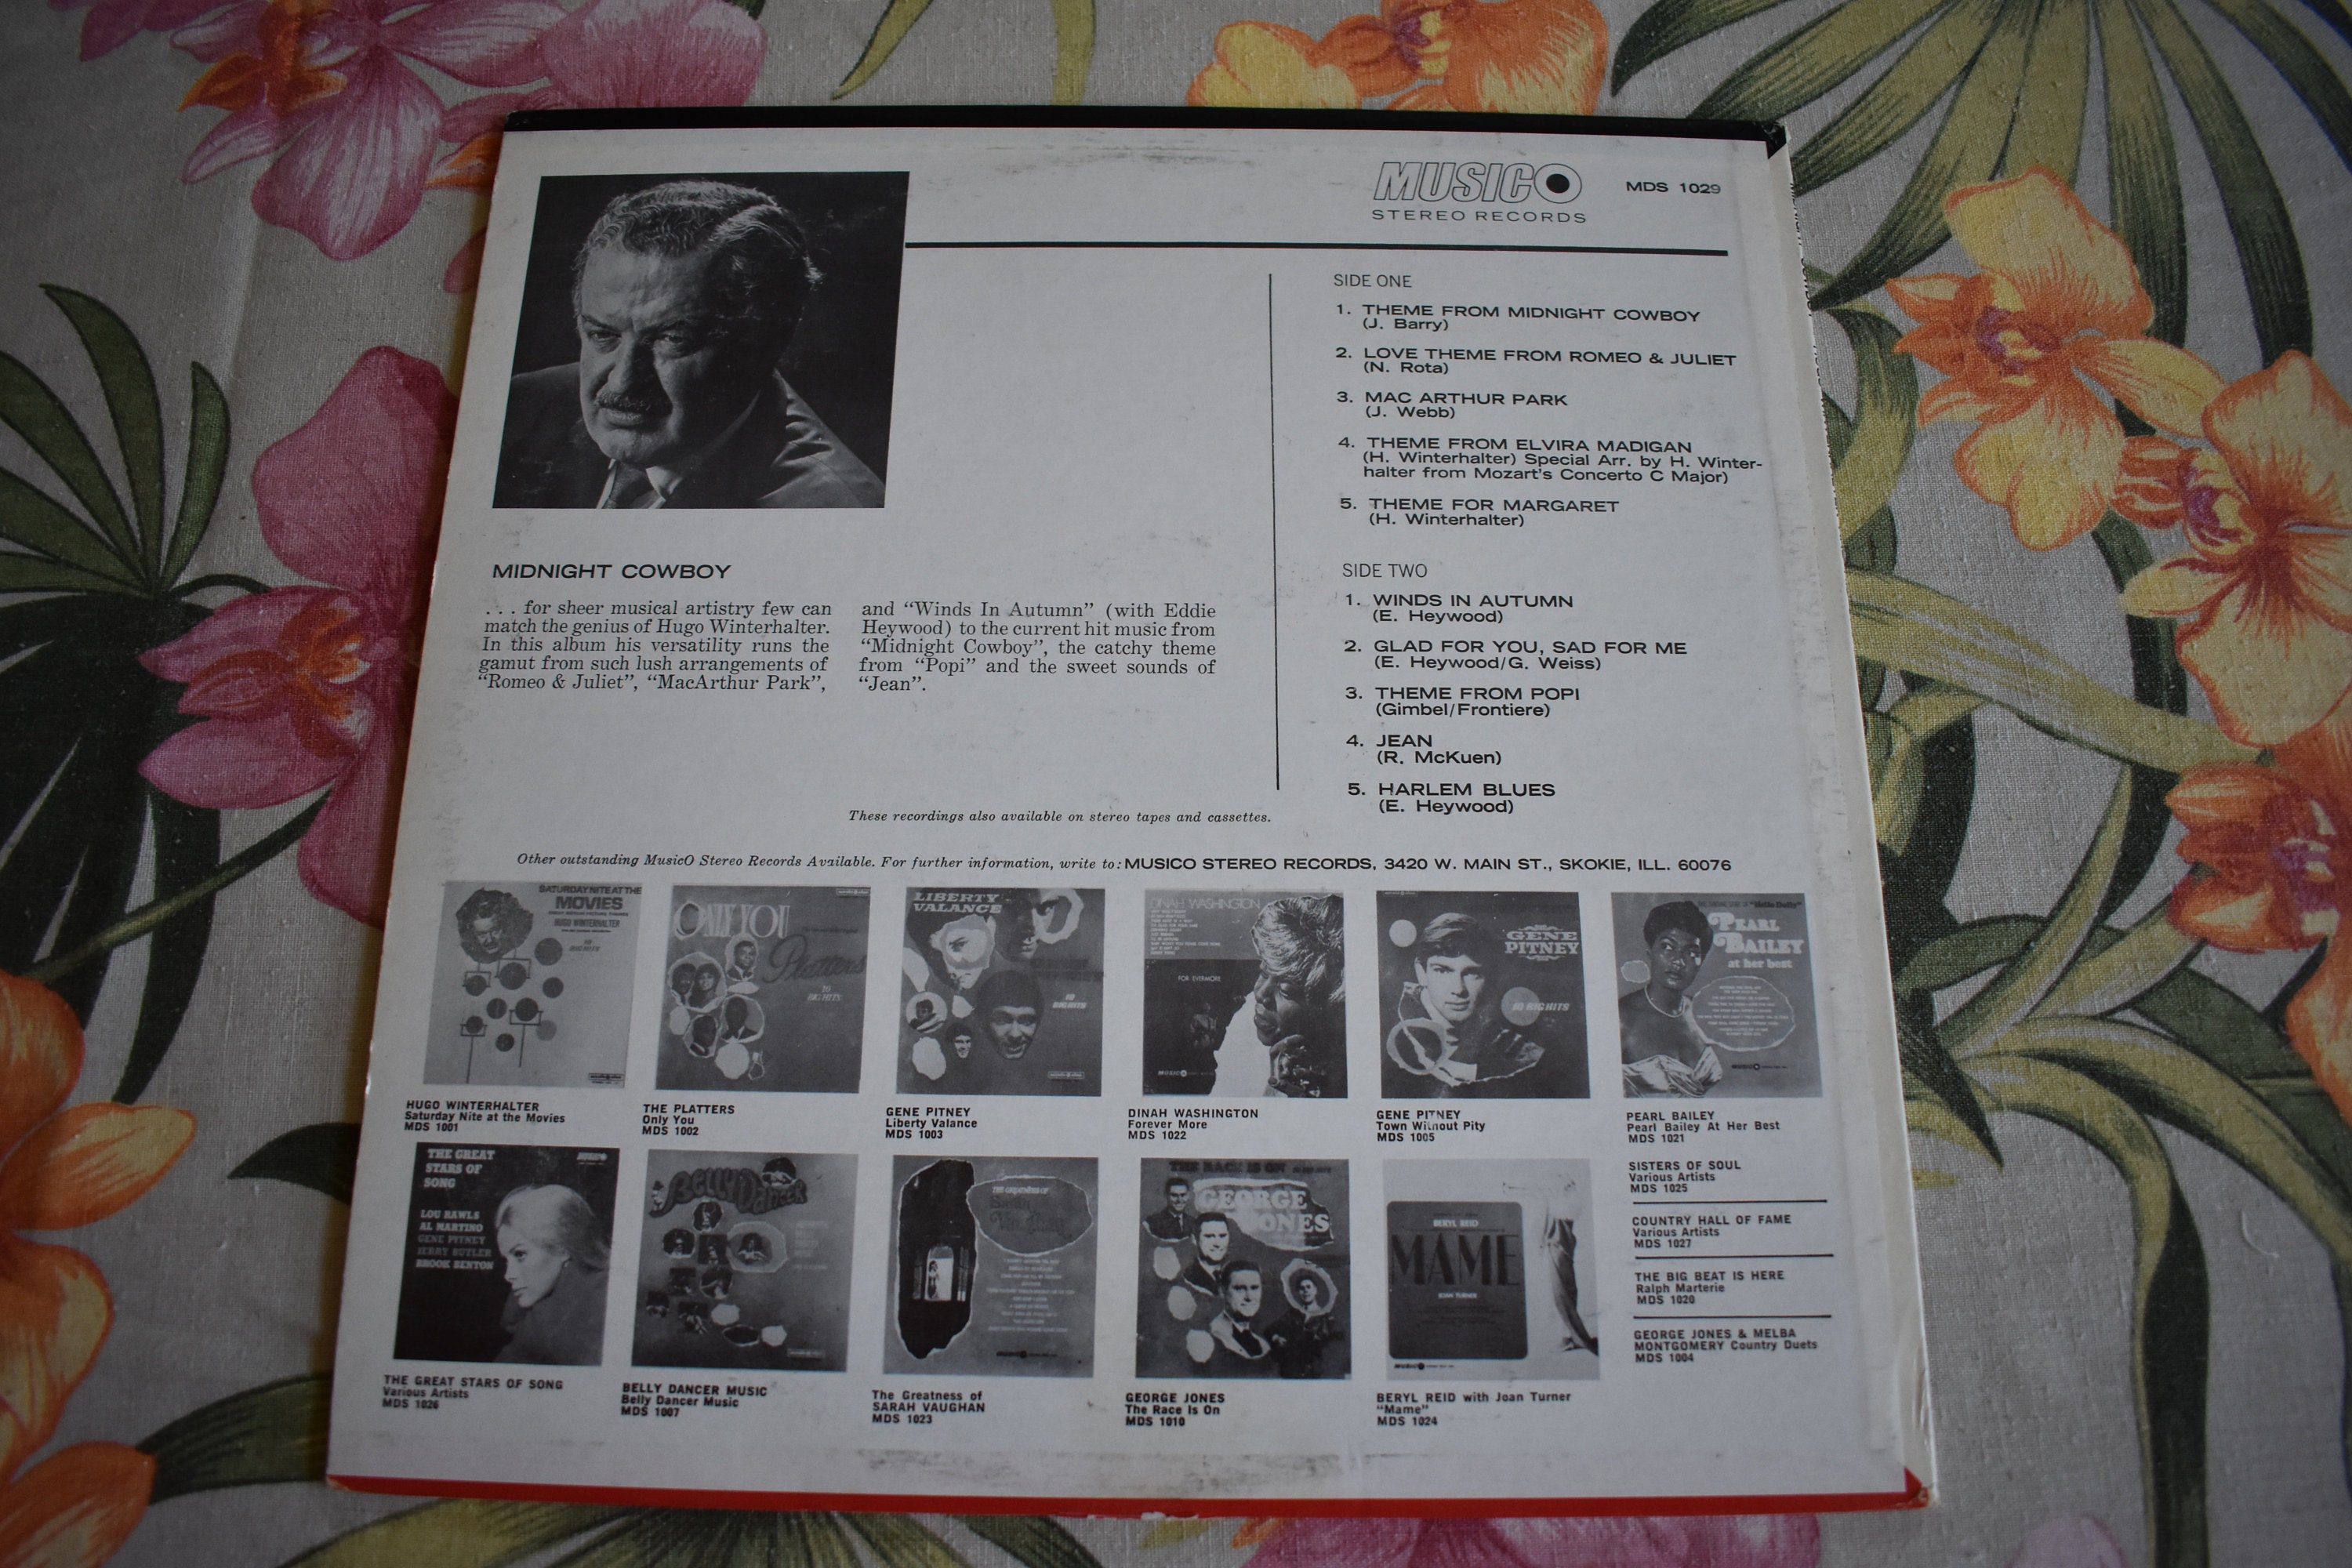 MUSICO
STEREO RECORDS
MDS 1029
SIDE ONE
1. THEME FROM MIDNIGHT COWBOY
(J. Barry)
2. LOVE THEME FROM ROMEO & JULIET
(N. Rota)
3. MAC ARTHUR PARK
(J. Webb)
4. THEME FROM ELVIRA MADIGAN
(H. Winterhalter) Special Arr. by H. Winter-
halter from Mozart's Concerto C Major)
5. THEME FOR MARGARET
(H. Winterhalter)
SIDE TWO
1. WINDS IN AUTUMN
(E. Heywood)
2. GLAD FOR YOU, SAD FOR ME
(E. Heywood/G. Weiss)
3. THEME FROM POPI
(Gimbel/Frontiere)
4. JEAN
(R. McKuen)
5. HARLEM BLUES
(E. Heywood)
MIDNIGHT COWBOY
. . . for sheer musical artistry few can
match the genius of Hugo Winterhalter.
In this album his versatility runs the
gamut from such lush arrangements of
"Romeo & Juliet", "MacArthur Park",
and "Winds In Autumn" (with Eddie
Heywood) to the current hit music from
"Midnight Cowboy", the catchy theme
from "Popi" and the sweet sounds of
"Jean".
These recordings also available on stereo tapes and cassettes.
Other outstanding MusicO Stereo Records Available. For further information, write to: MUSICO STEREO RECORDS, 3420 W. MAIN ST., SKOKIE, ILL. 60076
SATURDAY NITE AT THE
MOVIES
HUGO WINTERHALTER
ONLY YOU
Platters
10
BIG HITS
LIBERTY
VALANCE
10
BIG HITS
DINAH WASHINGTON
FOR EVERMORE
GENE
PITNEY
10 BIG HITS
PEARL
BAILEY
at her best
HUGO WINTERHALTER
Saturday Nite at the Movies
MDS 1001
THE PLATTERS
Only You
MDS 1002
GENE PITNEY
Liberty Valance
MDS 1003
DINAH WASHINGTON
Forever More
MDS 1022
GENE PITNEY
Town Without Pity
MDS 1005
PEARL BAILEY
Pearl Bailey At Her Best
MDS 1021
THE GREAT
STARS OF
SONG
LOU RAWLS
AL MARTINO
GENE PITNEY
JERRY BUTLER
BROOK BENTON
Belly Dancer
THE RACE IS ON
GEORGE
JONES
BERYL REID
MAME
JOAN TURNER
SISTERS OF SOUL
Various Artists
MDS 1025
COUNTRY HALL OF FAME
Various Artists
MDS 1027
THE BIG BEAT IS HERE
Ralph Marterie
MDS 1020
GEORGE JONES & MELBA
MONTGOMERY Country Duets
MDS 1004
THE GREAT STARS OF SONG
Various Artists
MDS 1026
BELLY DANCER MUSIC
Belly Dancer Music
MDS 1007
The Greatness of
SARAH VAUGHAN
MDS 1023
GEORGE JONES
The Race Is On
MDS 1010
BERYL REID with Joan Turner
"Mame"
MDS 1024